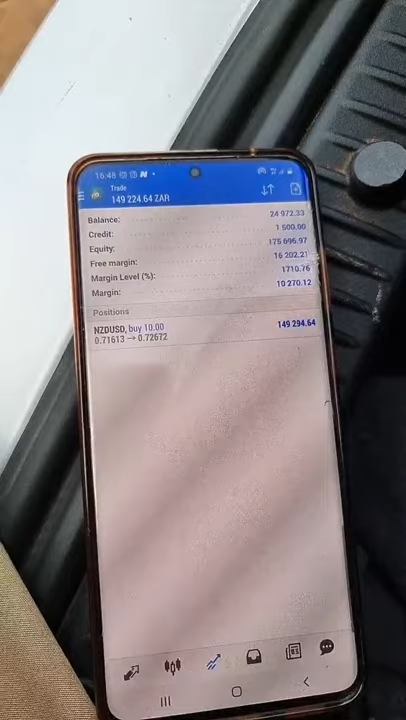 16:48
Trade
149 224.64 ZAR
Balance: 24 972.33
Credit: 1 500.00
Equity: 175 696.97
Free margin: 16 202.21
Margin Level (%): 1710.76
Margin: 10 270.12
Positions
NZDUSD, buy 10.00 149 294.64
0.71613 → 0.72672